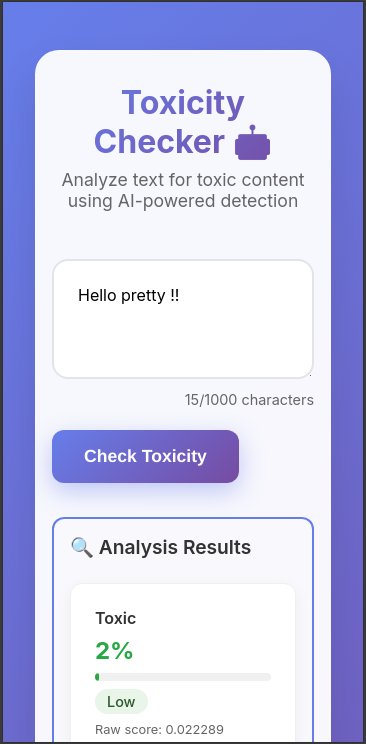 Toxicity
Checker 🤖
Analyze text for toxic content
using AI-powered detection
Hello pretty !!
15/1000 characters
Check Toxicity
🔍 Analysis Results
Toxic
2%
Low
Raw score: 0.022289